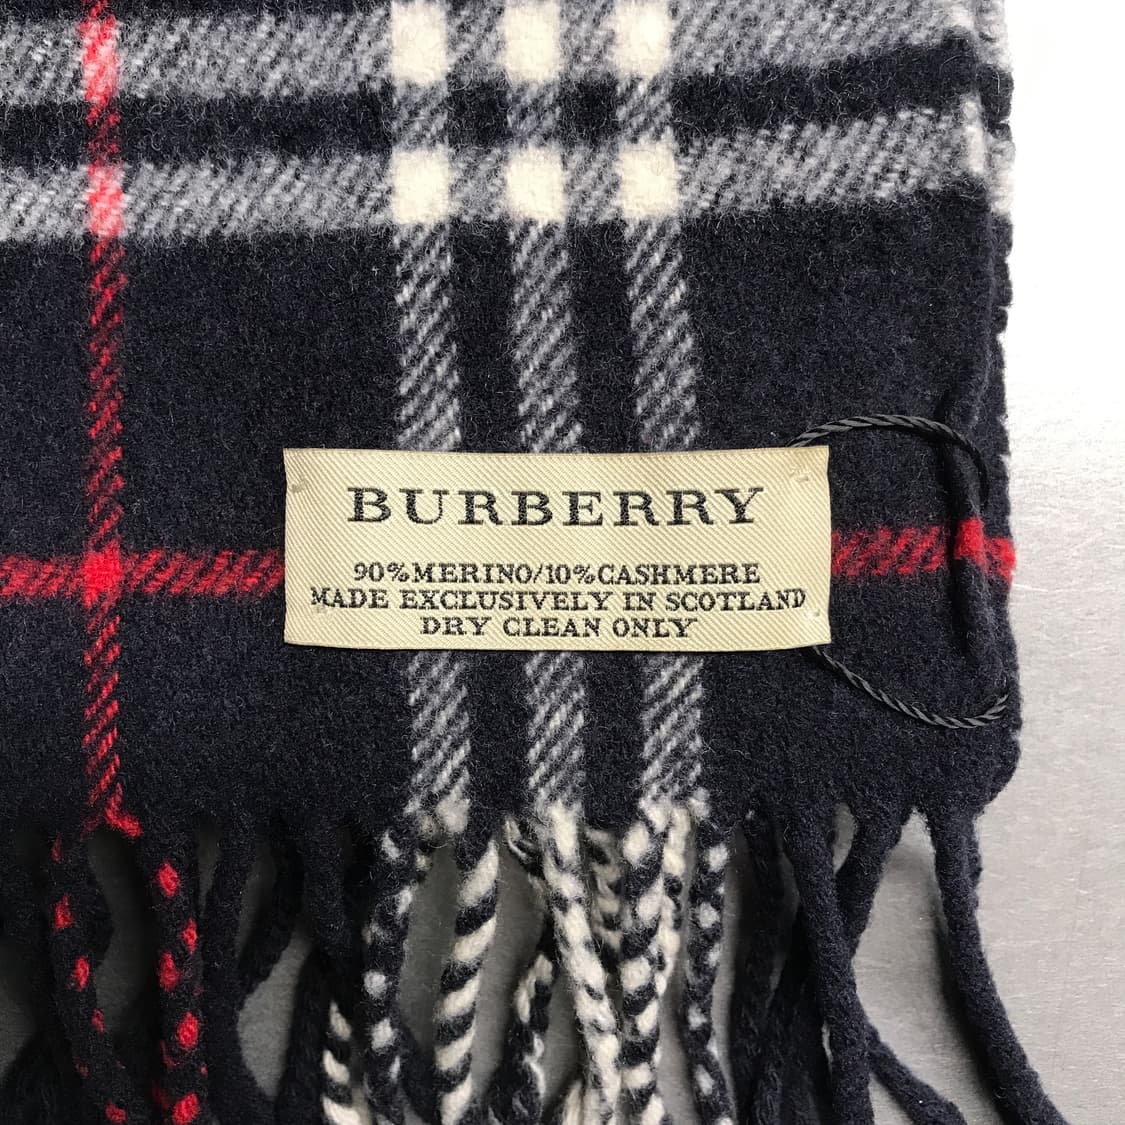 BURBERRY
90%MERINO/10%CASHMERE
MADE EXCLUSIVELY IN SCOTLAND
DRY CLEAN ONLY